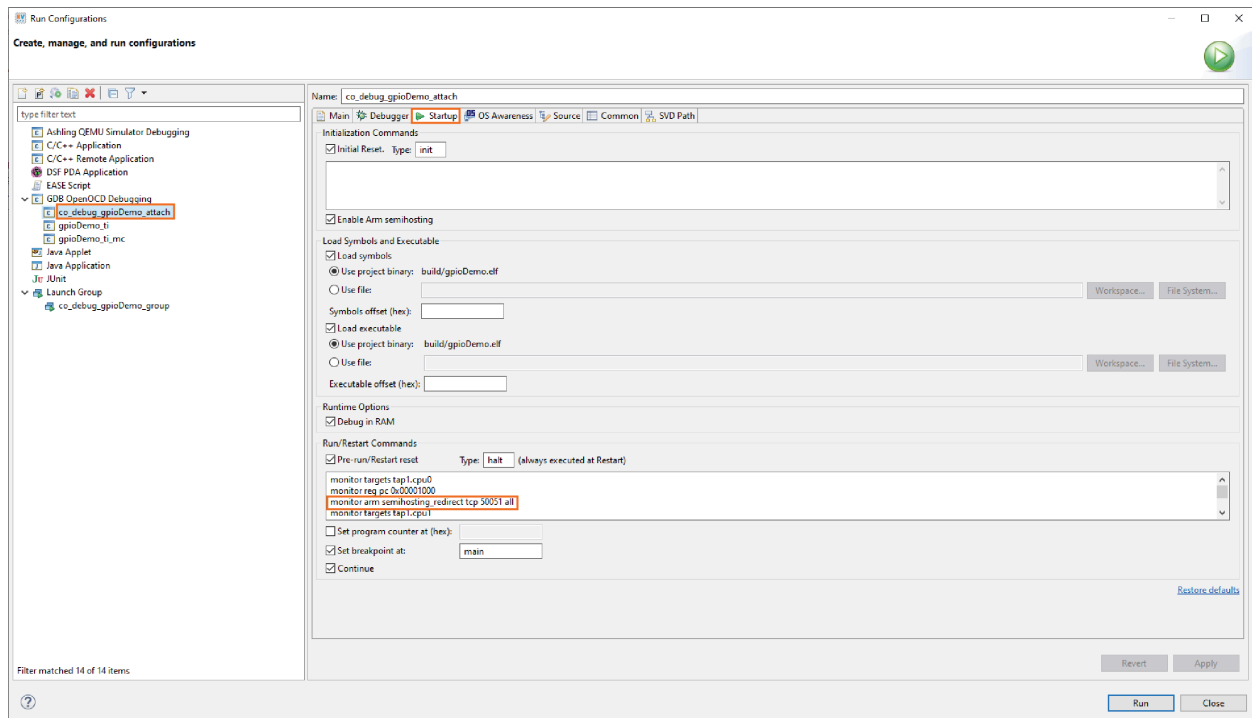 Run Configurations
Create, manage, and run configurations
type filter text
Ashling QEMU Simulator Debugging
C/C++ Application
C/C++ Remote Application
DSF PDA Application
EASE Script
GDB OpenOCD Debugging
co_debug_gpioDemo_attach
gpioDemo_ti
gpioDemo_ti_mc
Java Applet
Java Application
JUnit
Launch Group
co_debug_gpioDemo_group
Filter matched 14 of 14 items
Name: co_debug_gpioDemo_attach
Main Debugger Startup OS Awareness Source Common SVD Path
Initialization Commands
Initial Reset. Type: init
Enable Arm semihosting
Load Symbols and Executable
Load symbols
Use project binary: build/gpioDemo.elf
Use file: Workspace... File System...
Symbols offset (hex):
Load executable
Use project binary: build/gpioDemo.elf
Use file: Workspace... File System...
Executable offset (hex):
Runtime Options
Debug in RAM
Run/Restart Commands
Pre-run/Restart reset Type: halt (always executed at Restart)
monitor targets tap1.cpu0
monitor reg pc 0x00001000
monitor arm semihosting_redirect tcp 50051 all
monitor targets tap1.cpu1
Set program counter at (hex):
Set breakpoint at: main
Continue
Restore defaults
Revert Apply
Run Close